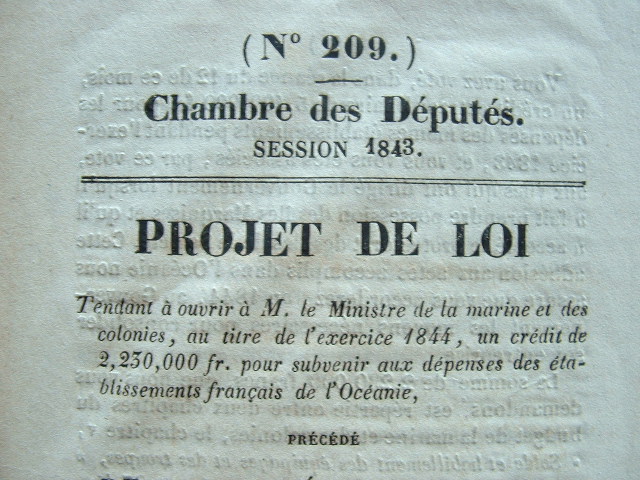 (N° 209.)
Chambre des Députés.
SESSION 1843.
PROJET DE LOI
Tendant à ouvrir à M. le Ministre de la marine et des
colonies, au titre de l'exercice 1844, un crédit de
2,230,000 fr. pour subvenir aux dépenses des éta-
blissements français de l'Océanie,
PRÉCÉDÉ